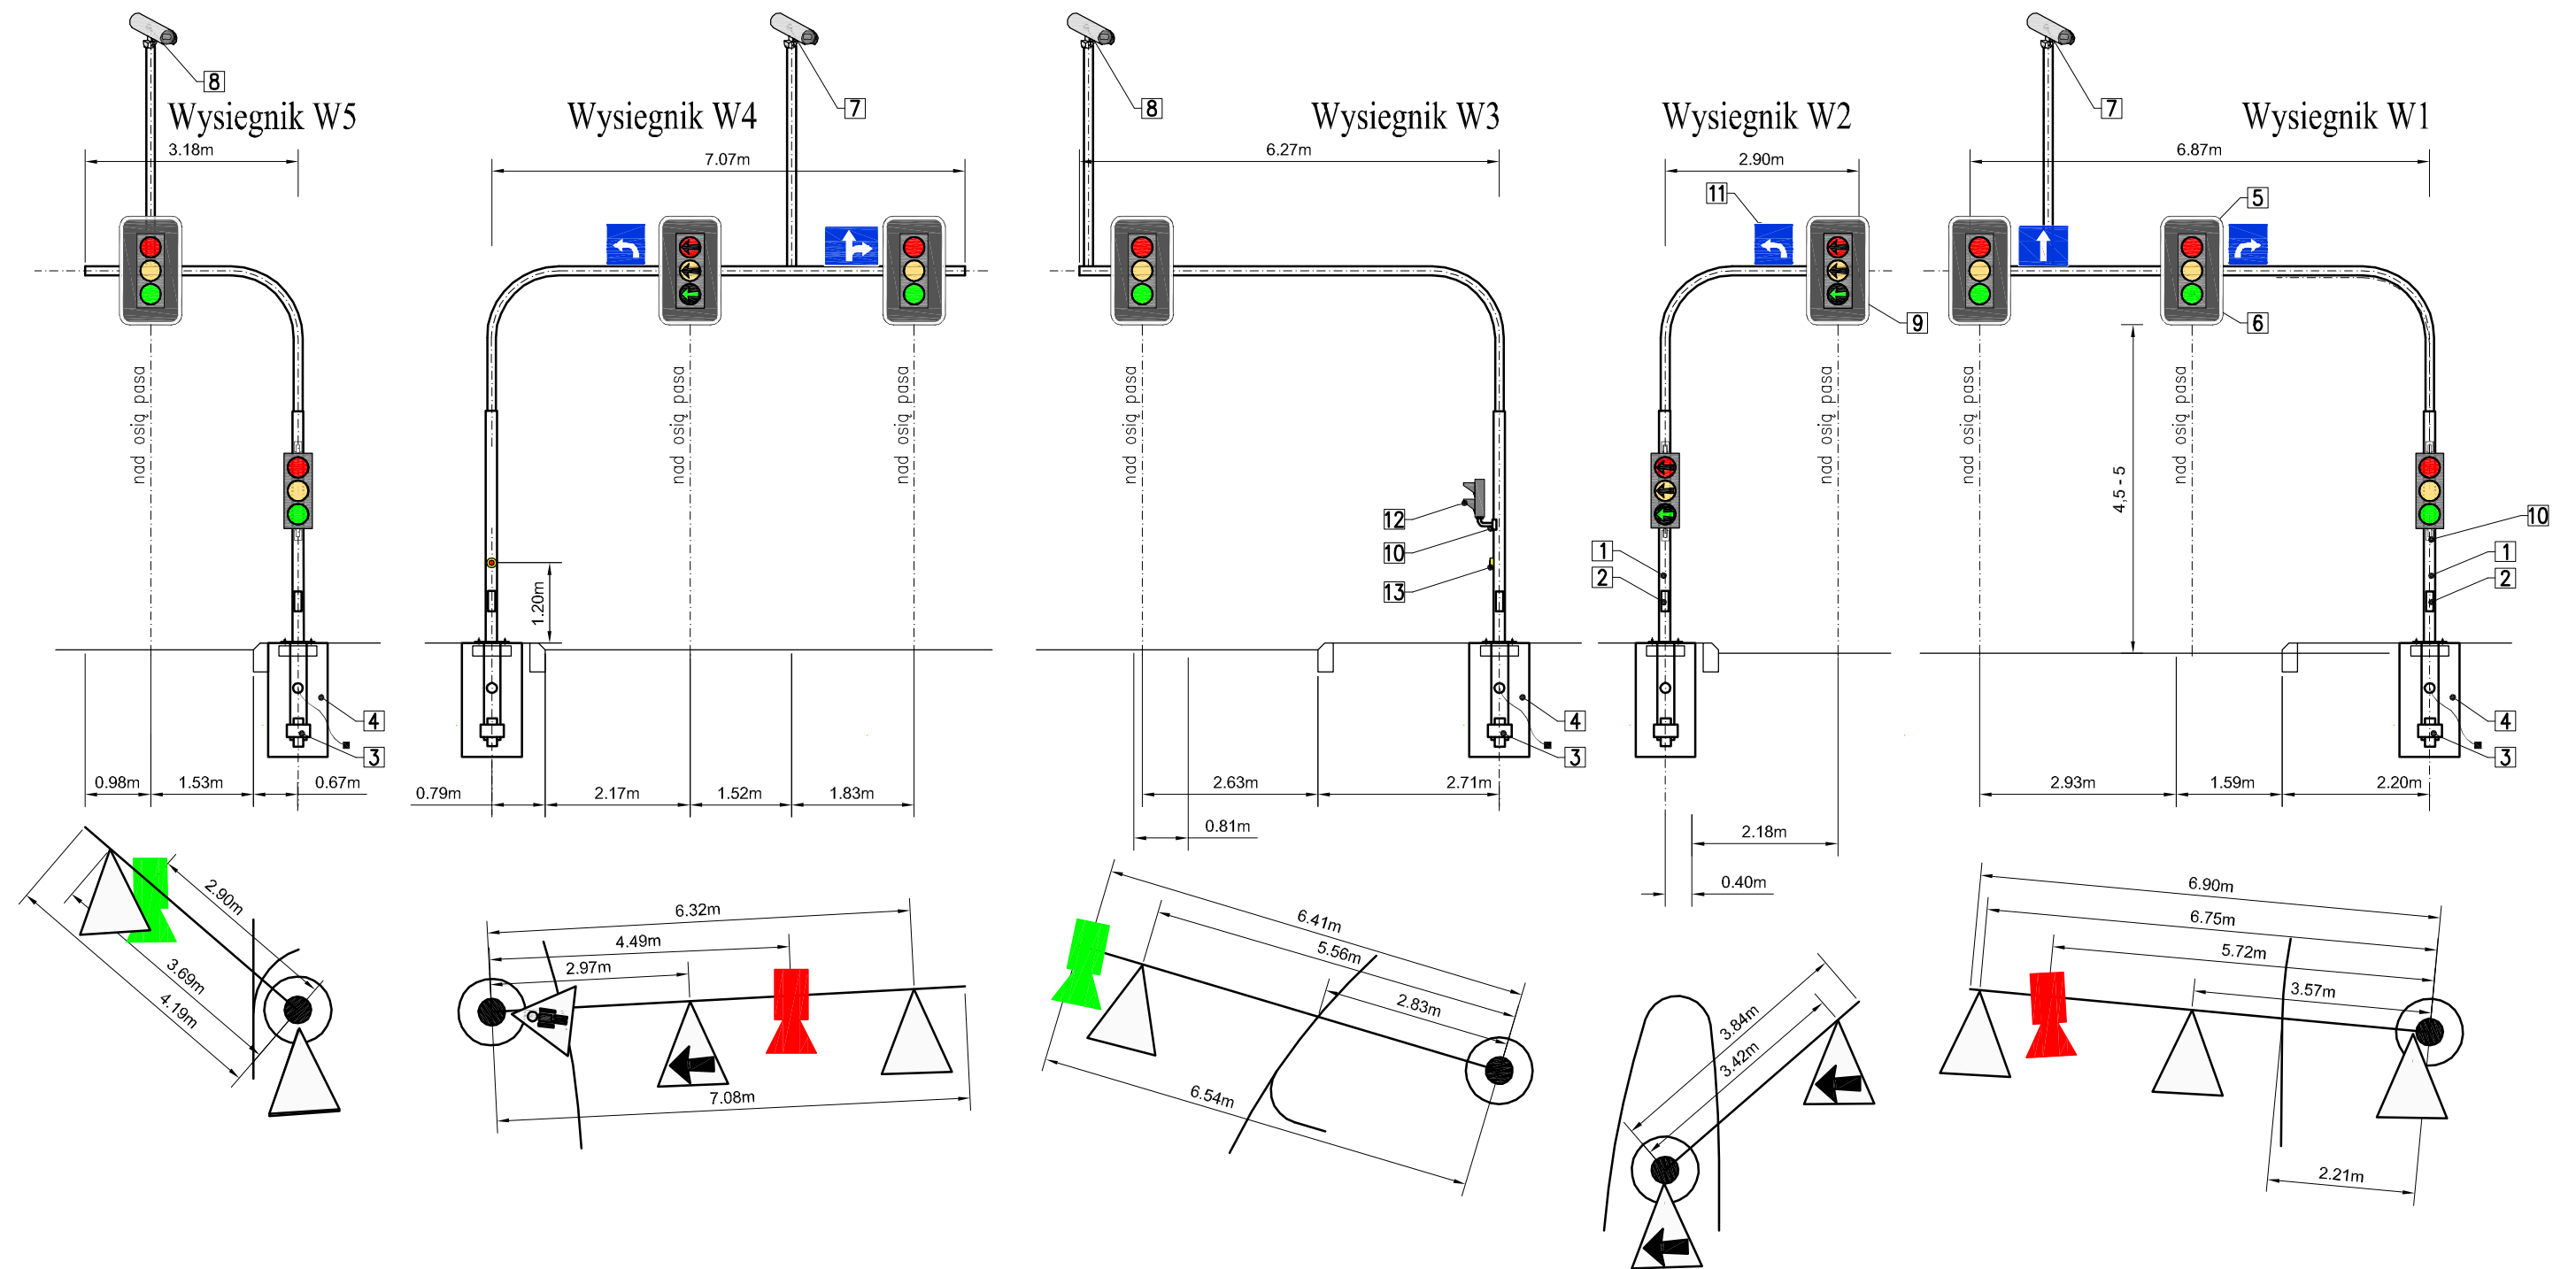 Wysiegnik W5
8
3.18m
nad osią pasa
4
3
0.98m
1.53m
0.67m
2.90m
3.69m
4.19m
Wysiegnik W4
7
7.07m
nad osią pasa
nad osią pasa
1.20m
0.79m
2.17m
1.52m
1.83m
6.32m
4.49m
2.97m
7.08m
Wysiegnik W3
8
6.27m
nad osią pasa
12
10
13
4
3
2.63m
2.71m
0.81m
6.41m
5.56m
2.83m
6.54m
Wysiegnik W2
2.90m
11
9
nad osią pasa
1
2
2.18m
0.40m
3.84m
3.42m
Wysiegnik W1
7
6.87m
5
6
nad osią pasa
nad osią pasa
4,5 - 5
10
1
2
4
3
2.93m
1.59m
2.20m
6.90m
6.75m
5.72m
3.57m
2.21m